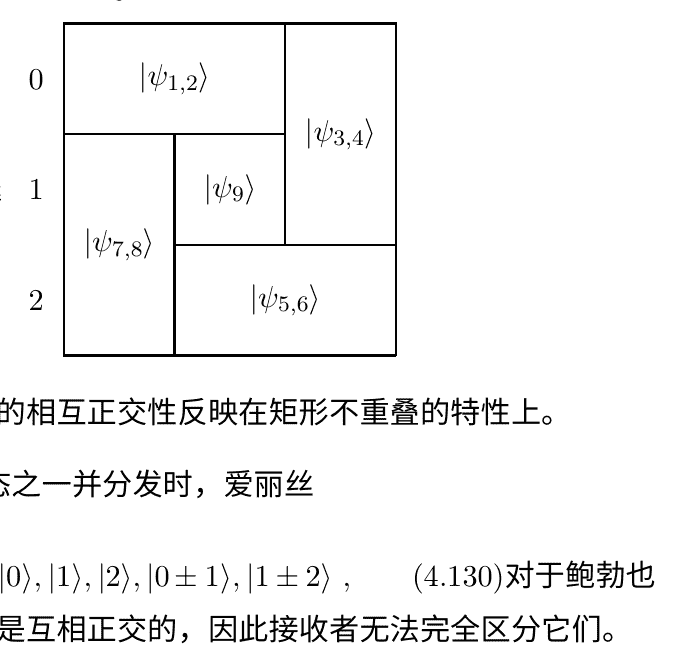 0
|ψ₁,₂⟩
|ψ₃,₄⟩
1
|ψ₉⟩
|ψ₇,₈⟩
2
|ψ₅,₆⟩
的相互正交性反映在矩形不重叠的特性上。
态之一并分发时，爱丽丝
|0⟩, |1⟩, |2⟩, |0 ± 1⟩, |1 ± 2⟩ , (4.130)对于鲍勃也
是互相正交的，因此接收者无法完全区分它们。